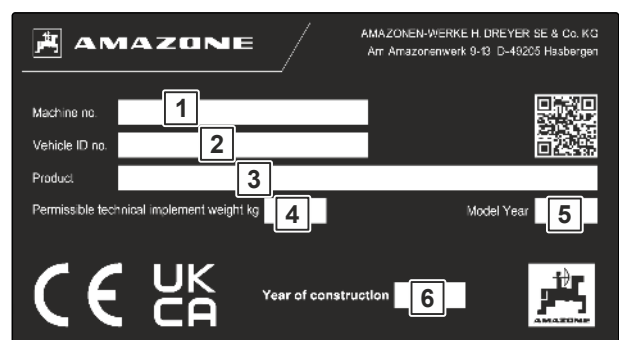 AMAZONE
AMAZONEN-WERKE H. DREYER SE & Co. KG
Am Amazonenwerk 9-13 D-49205 Hasbergen
Machine no. 1
Vehicle ID no. 2
Product 3
Permissible technical implement weight kg 4 Model Year 5
CE UK CA Year of construction 6
AMAZONE